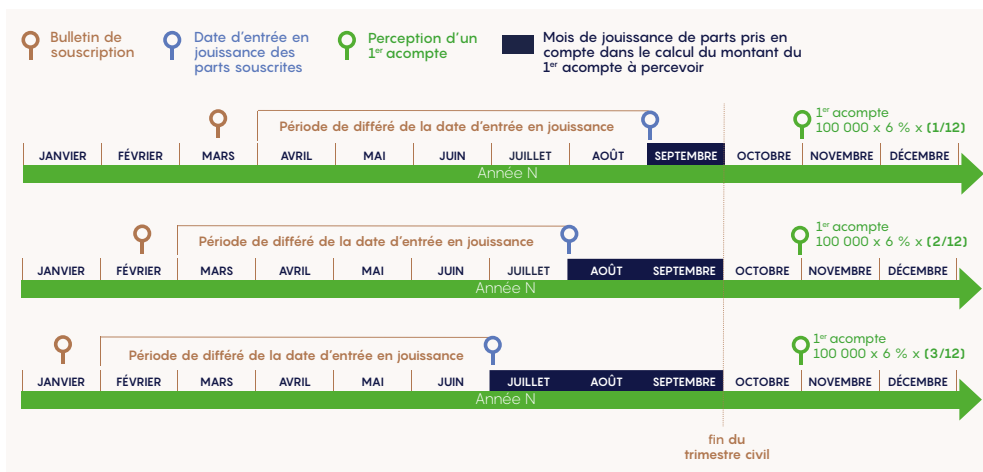 Bulletin de
souscription
Date d'entrée en
jouissance des
parts souscrites
Perception d'un
1er acompte
Mois de jouissance de parts pris en
compte dans le calcul du montant du
1er acompte à percevoir
1er acompte
100 000 x 6 % x (1/12)
Période de différé de la date d'entrée en jouissance
JANVIER FÉVRIER MARS AVRIL MAI JUIN JUILLET AOÛT SEPTEMBRE OCTOBRE NOVEMBRE DÉCEMBRE
Année N
1er acompte
100 000 x 6 % x (2/12)
Période de différé de la date d'entrée en jouissance
JANVIER FÉVRIER MARS AVRIL MAI JUIN JUILLET AOÛT SEPTEMBRE OCTOBRE NOVEMBRE DÉCEMBRE
Année N
1er acompte
100 000 x 6 % x (3/12)
Période de différé de la date d'entrée en jouissance
JANVIER FÉVRIER MARS AVRIL MAI JUIN JUILLET AOÛT SEPTEMBRE OCTOBRE NOVEMBRE DÉCEMBRE
Année N
fin du
trimestre civil